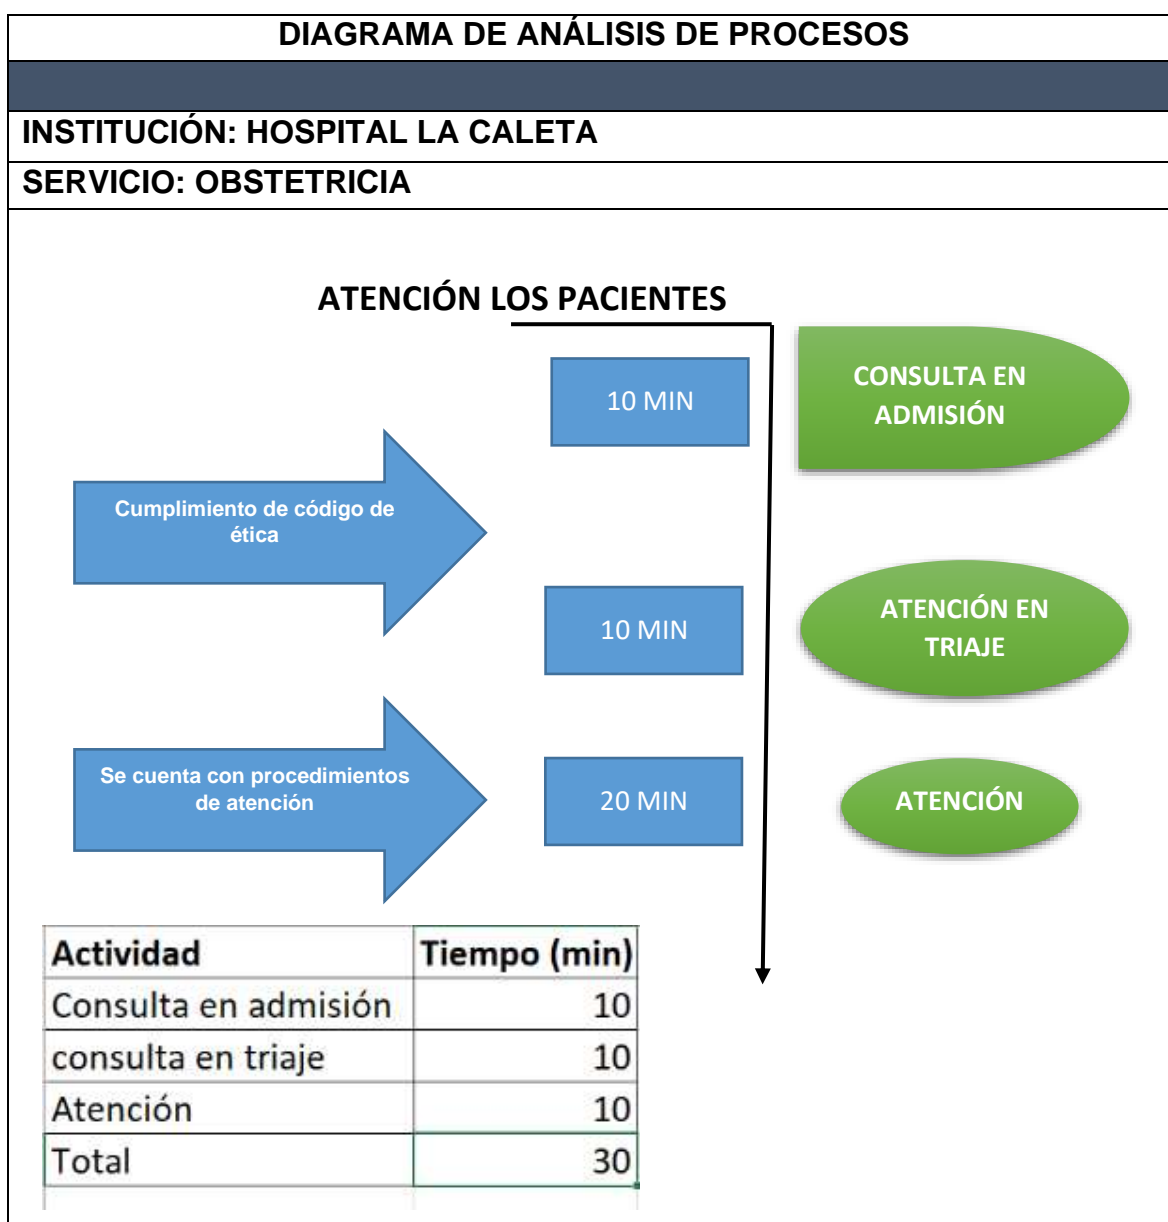 DIAGRAMA DE ANÁLISIS DE PROCESOS
INSTITUCIÓN: HOSPITAL LA CALETA
SERVICIO: OBSTETRICIA
ATENCIÓN LOS PACIENTES
10 MIN
CONSULTA EN
ADMISIÓN
Cumplimiento de código de
ética
10 MIN
ATENCIÓN EN
TRIAJE
Se cuenta con procedimientos
de atención
20 MIN
ATENCIÓN
Actividad Tiempo (min)
Consulta en admisión 10
consulta en triaje 10
Atención 10
Total 30